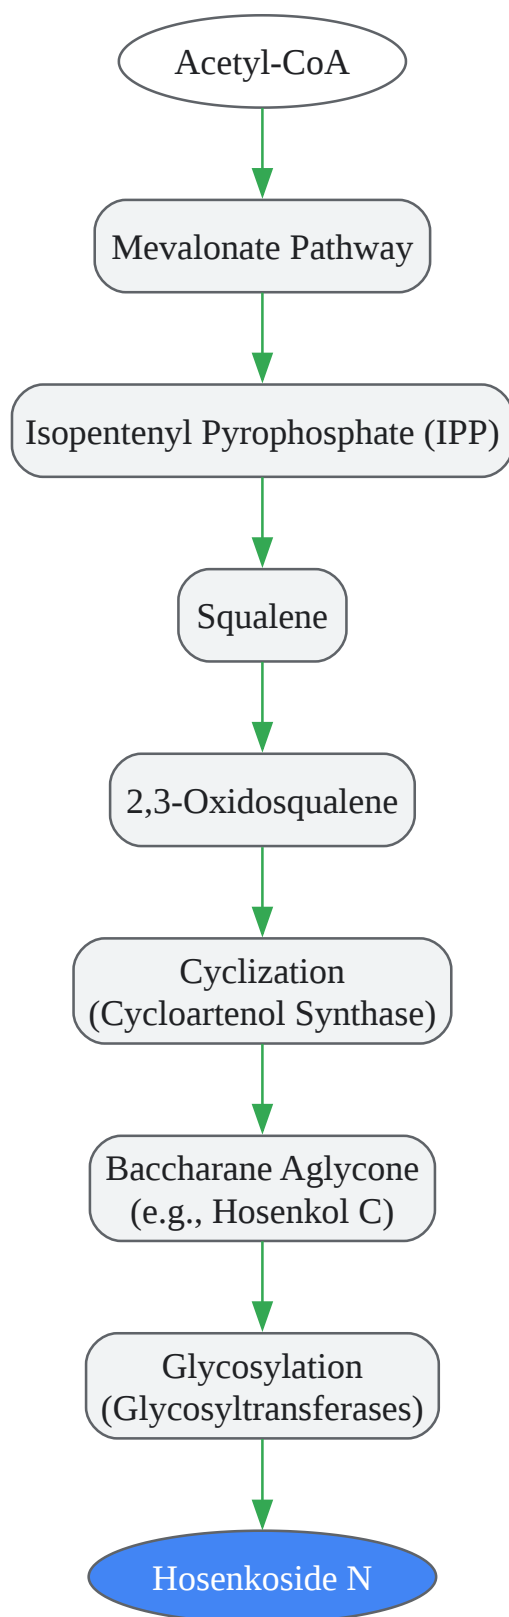 Acetyl-CoA
Mevalonate Pathway
Isopentenyl Pyrophosphate (IPP)
Squalene
2,3-Oxidosqualene
Cyclization
(Cycloartenol Synthase)
Baccharane Aglycone
(e.g., Hosenkol C)
Glycosylation
(Glycosyltransferases)
Hosenkoside N